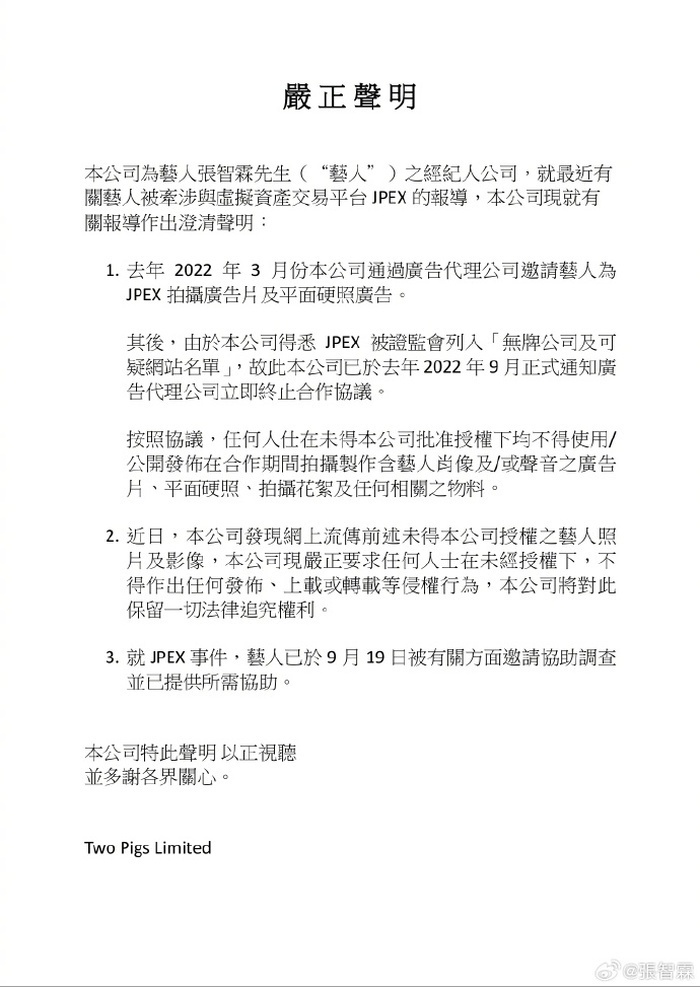 嚴正聲明
本公司為藝人張智霖先生（“藝人”）之經紀人公司，就最近有
關藝人被牽涉與虛擬資產交易平台 JPEX 的報導，本公司現就有
關報導作出澄清聲明：
1. 去年 2022 年 3 月份本公司通過廣告代理公司邀請藝人為
JPEX 拍攝廣告片及平面硬照廣告。
其後，由於本公司得悉 JPEX 被證監會列入「無牌公司及可
疑網站名單」，故此本公司已於去年 2022 年 9 月正式通知廣
告代理公司立即終止合作協議。
按照協議，任何人仕在未得本公司批准授權下均不得使用/
公開發佈在合作期間拍攝製作含藝人肖像及/或聲音之廣告
片、平面硬照、拍攝花絮及任何相關之物料。
2. 近日，本公司發現網上流傳前述未得本公司授權之藝人照
片及影像，本公司現嚴正要求任何人士在未經授權下，不
得作出任何發佈、上載或轉載等侵權行為，本公司將對此
保留一切法律追究權利。
3. 就 JPEX 事件，藝人已於 9 月 19 日被有關方面邀請協助調查
並已提供所需協助。
本公司特此聲明 以正視聽
並多謝各界關心。
Two Pigs Limited
@張智霖